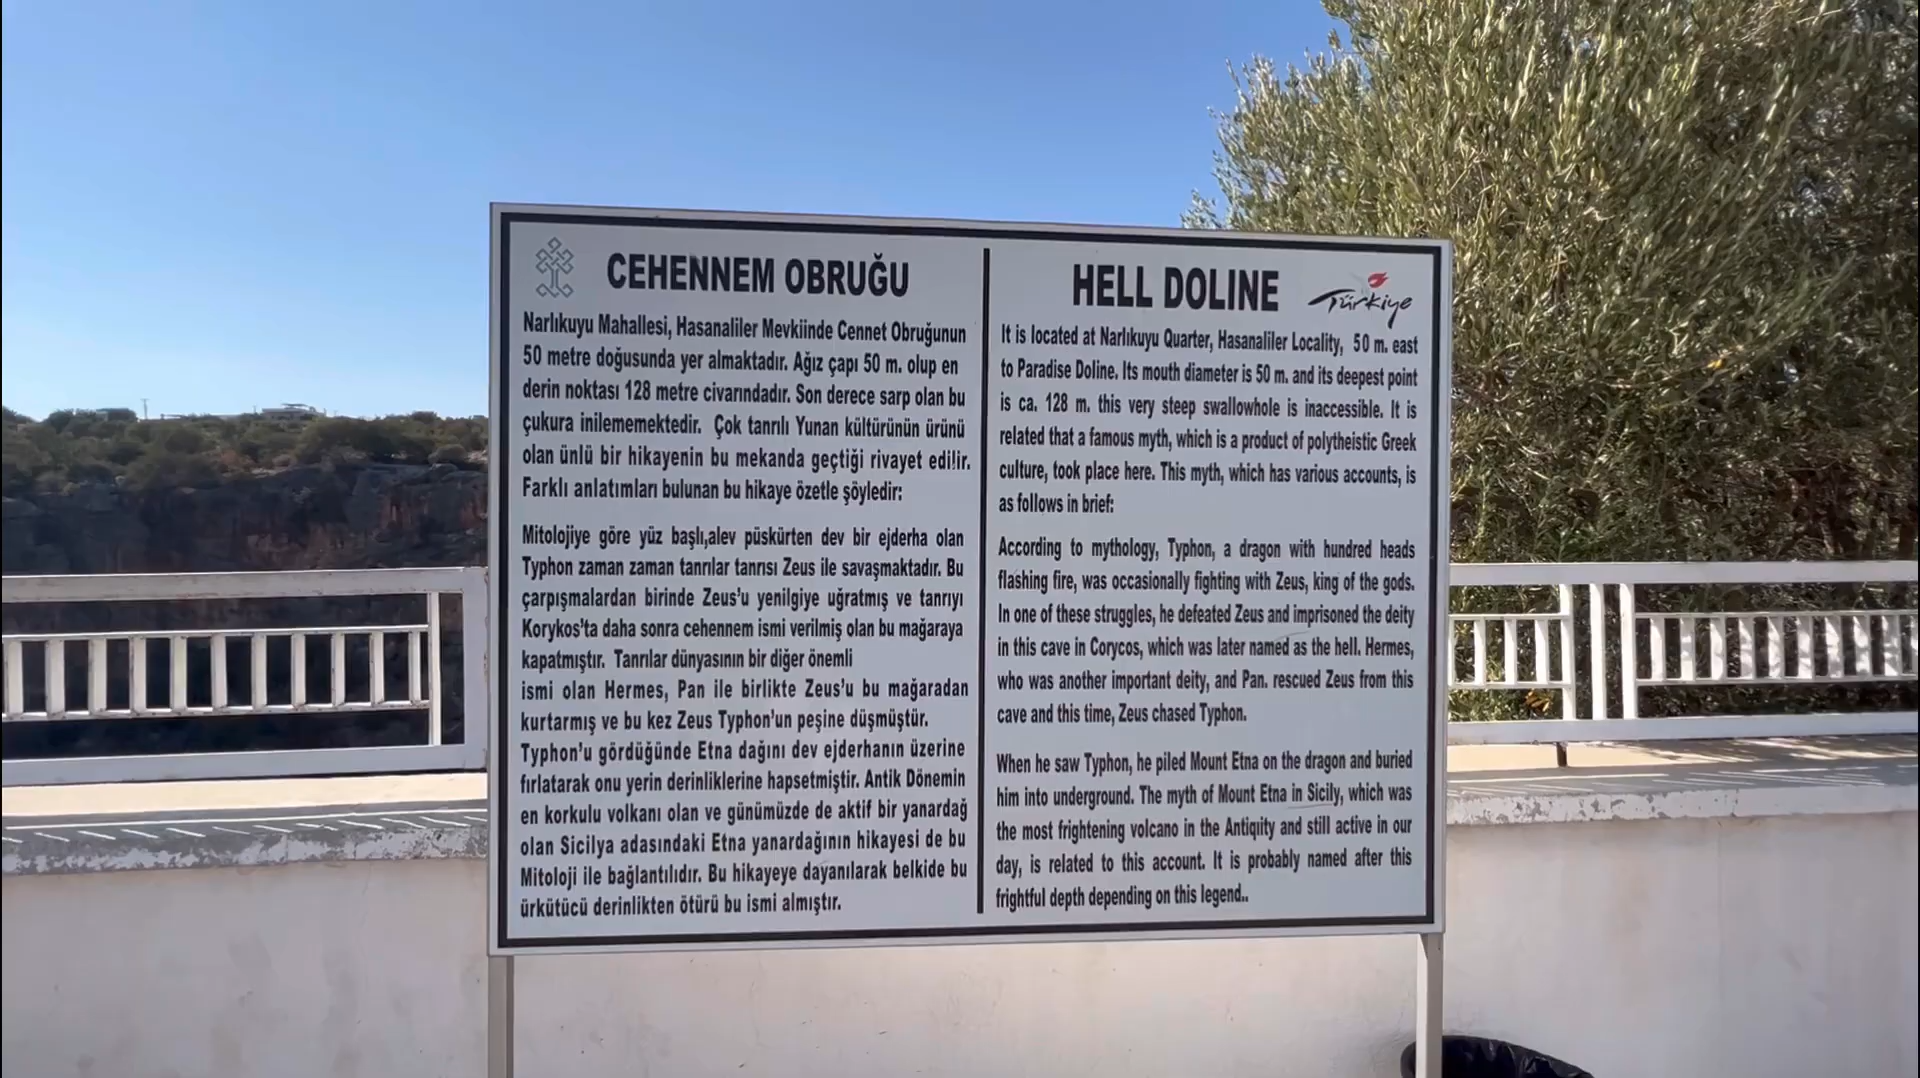 CEHENNEM OBRUĞU
Narlıkuyu Mahallesi, Hasanaliler Mevkiinde Cennet Obruğunun
50 metre doğusunda yer almaktadır. Ağız çapı 50 m. olup en
derin noktası 128 metre civarındadır. Son derece sarp olan bu
çukura inilememektedir. Çok tanrılı Yunan kültürünün ürünü
olan ünlü bir hikayenin bu mekanda geçtiği rivayet edilir.
Farklı anlatımları bulunan bu hikaye özetle şöyledir:
Mitolojiye göre yüz başlı,alev püskürten dev bir ejderha olan
Typhon zaman zaman tanrılar tanrısı Zeus ile savaşmaktadır. Bu
çarpışmalardan birinde Zeus'u yenilgiye uğratmış ve tanrıyı
Korykos'ta daha sonra cehennem ismi verilmiş olan bu mağaraya
kapatmıştır. Tanrılar dünyasının bir diğer önemli
ismi olan Hermes, Pan ile birlikte Zeus'u bu mağaradan
kurtarmış ve bu kez Zeus Typhon'un peşine düşmüştür.
Typhon'u gördüğünde Etna dağını dev ejderhanın üzerine
fırlatarak onu yerin derinliklerine hapsetmiştir. Antik Dönemin
en korkulu volkanı olan ve günümüzde de aktif bir yanardağ
olan Sicilya adasındaki Etna yanardağının hikayesi de bu
Mitoloji ile bağlantılıdır. Bu hikayeye dayanılarak belkide bu
ürkütücü derinlikten ötürü bu ismi almıştır.
HELL DOLINE
Türkiye
It is located at Narlıkuyu Quarter, Hasanaliler Locality, 50 m. east
to Paradise Doline. Its mouth diameter is 50 m. and its deepest point
is ca. 128 m. this very steep swallowhole is inaccessible. It is
related that a famous myth, which is a product of polytheistic Greek
culture, took place here. This myth, which has various accounts, is
as follows in brief:
According to mythology, Typhon, a dragon with hundred heads
flashing fire, was occasionally fighting with Zeus, king of the gods.
In one of these struggles, he defeated Zeus and imprisoned the deity
in this cave in Corycos, which was later named as the hell. Hermes,
who was another important deity, and Pan. rescued Zeus from this
cave and this time, Zeus chased Typhon.
When he saw Typhon, he piled Mount Etna on the dragon and buried
him into underground. The myth of Mount Etna in Sicily, which was
the most frightening volcano in the Antiqity and still active in our
day, is related to this account. It is probably named after this
frightful depth depending on this legend..